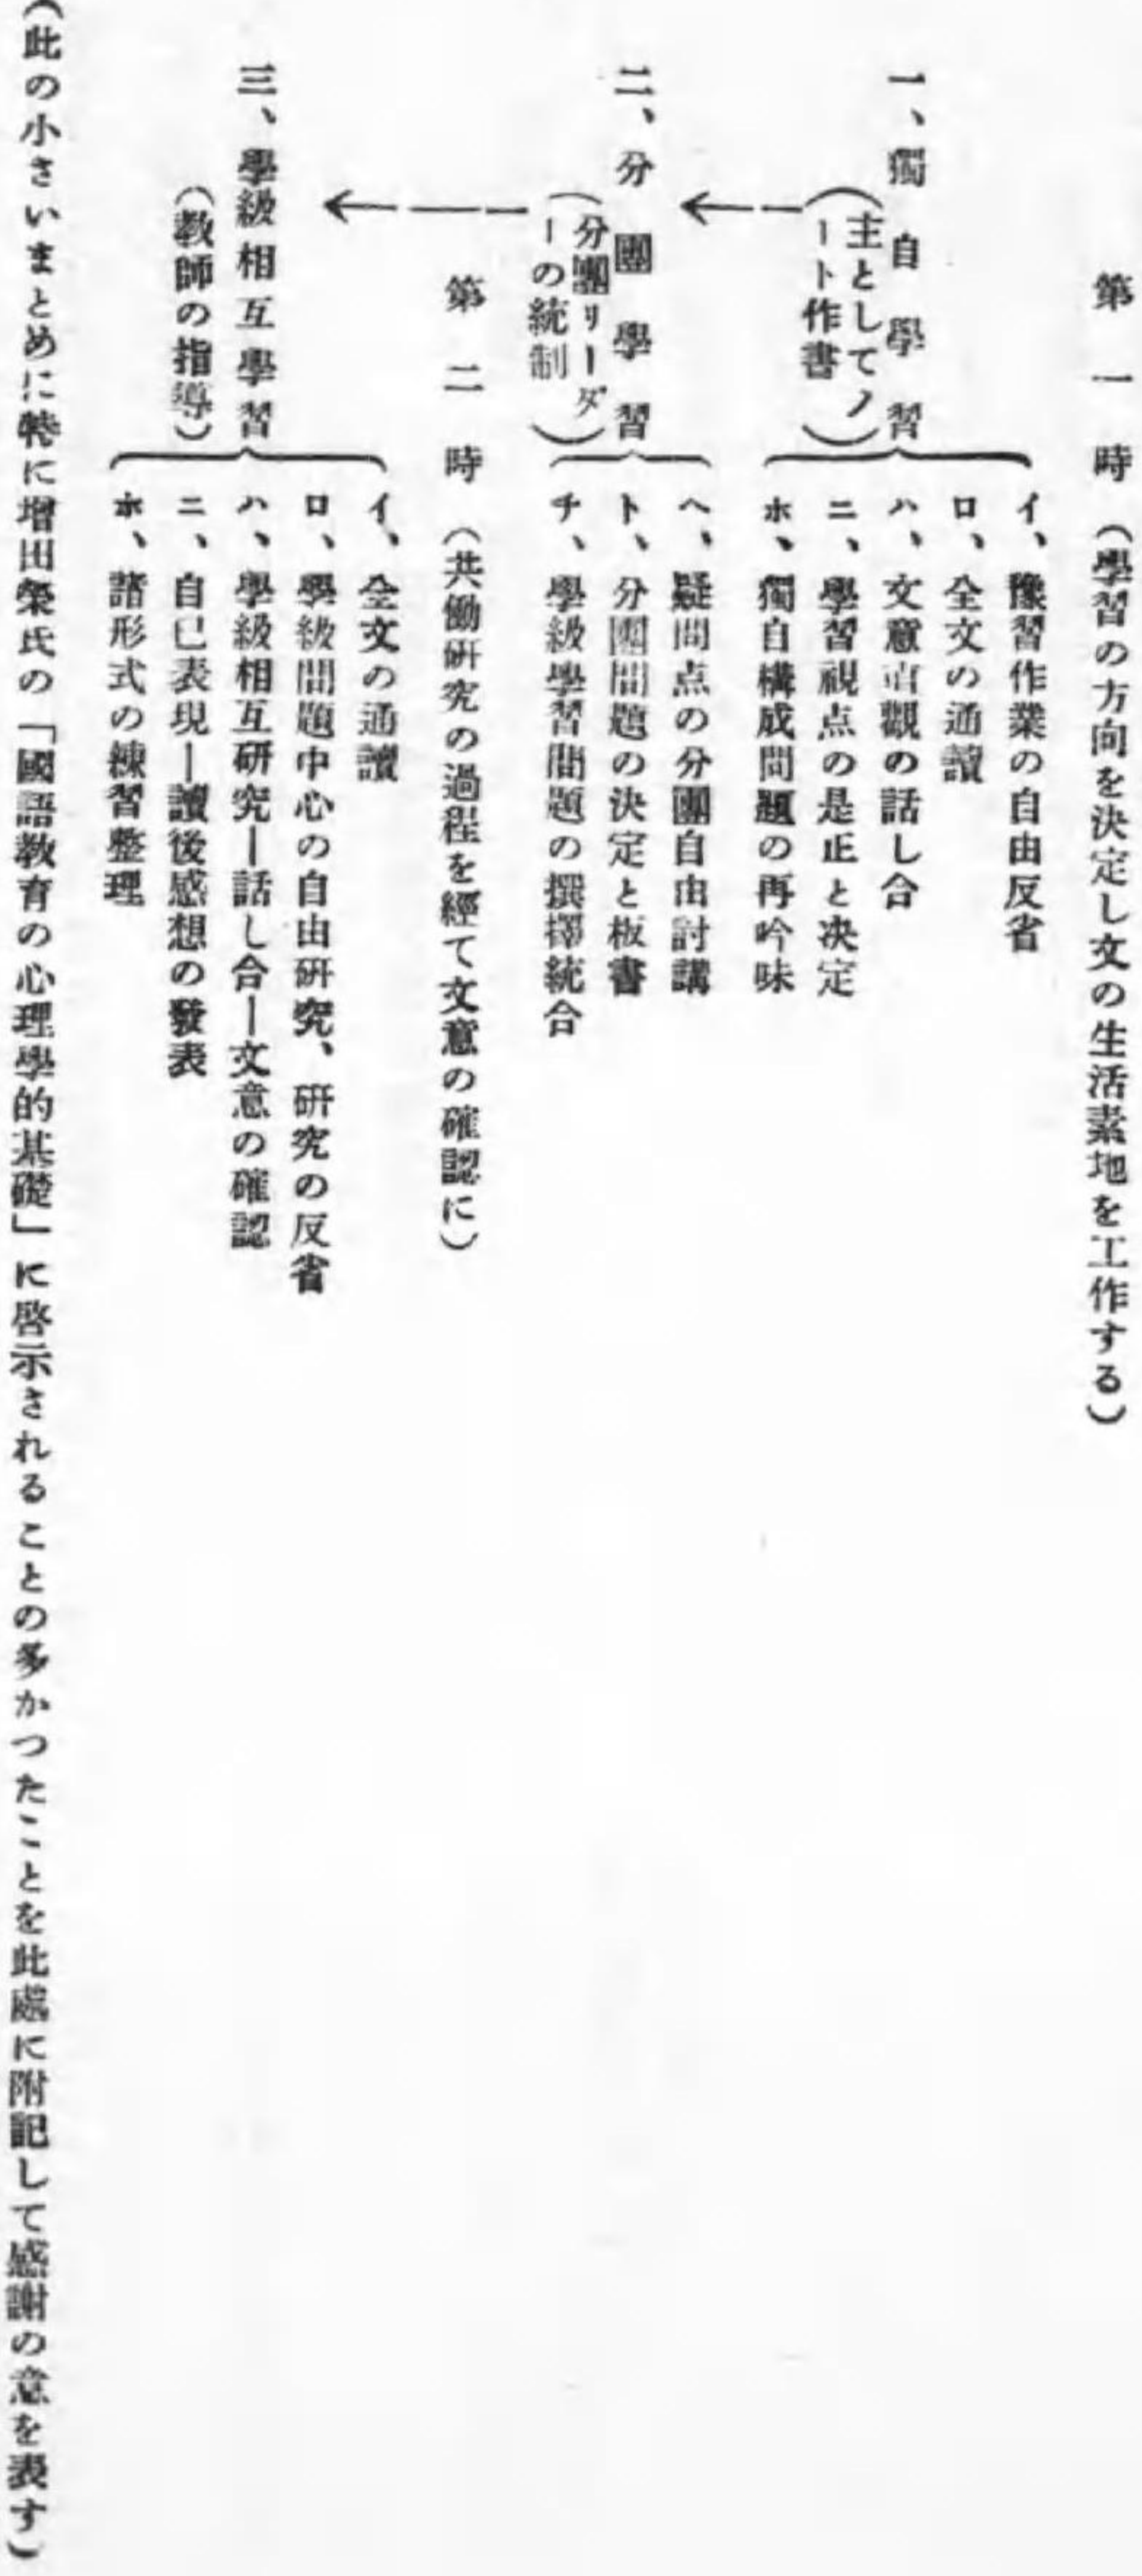 第一時（學習の方向を決定し文の生活素地を工作する）
一、獨自學習
（主としてノ
ート作書）
イ、豫習作業の自由反省
ロ、全文の通讀
ハ、文意直觀の話し合
ニ、學習視点の是正と決定
ホ、獨自構成問題の再吟味
二、分團學習
（分團リーダ
ーの統制）
ヘ、疑問点の分團自由討講
ト、分團問題の決定と板書
チ、學級學習問題の撰擇統合
第二時（共働研究の過程を經て文意の確認に）
三、學級相互學習
（教師の指導）
イ、全文の通讀
ロ、學級問題中心の自由研究、研究の反省
ハ、學級相互研究―話し合―文意の確認
ニ、自己表現―讀後感想の發表
ホ、諸形式の練習整理
（此の小さいまとめに特に增田榮氏の「國語教育の心理學的基礎」に啓示されることの多かつたことを此處に附記して感謝の意を表す）